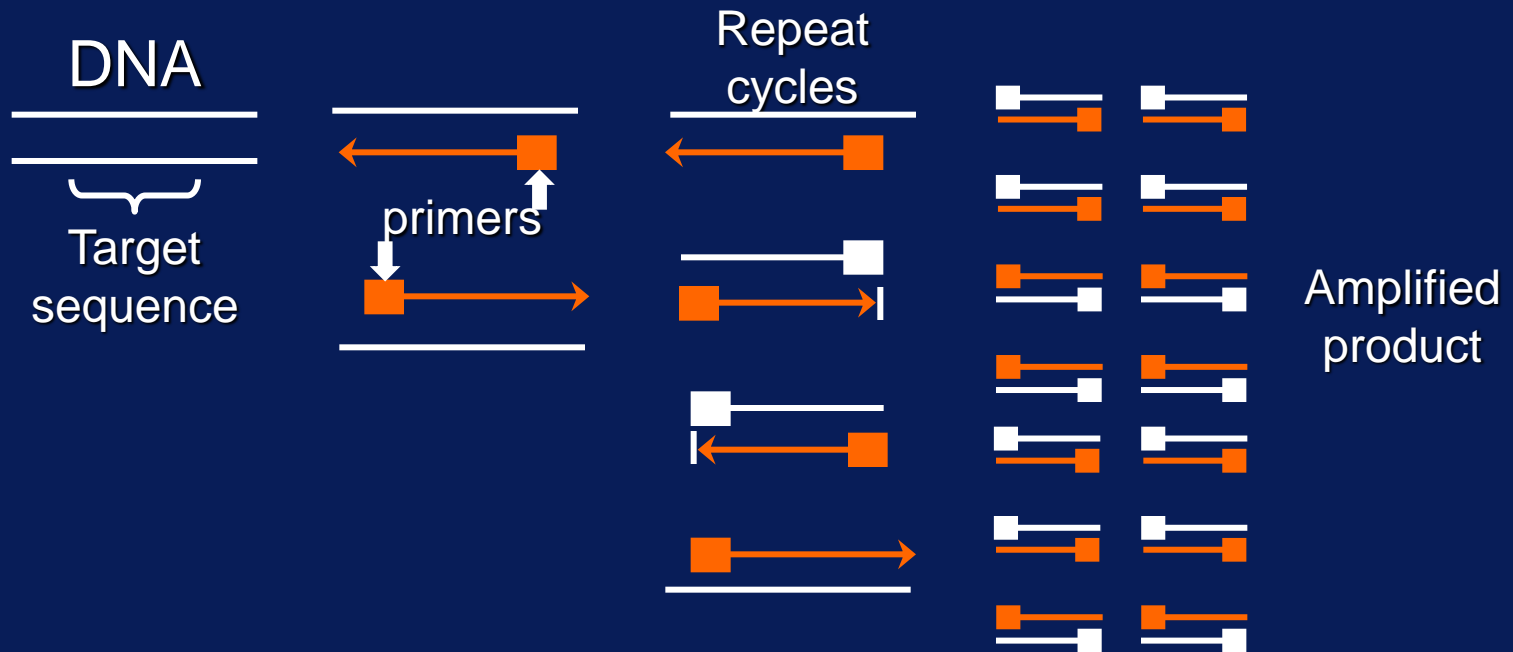 DNA
Target
sequence
primers
Repeat
cycles
Amplified
product